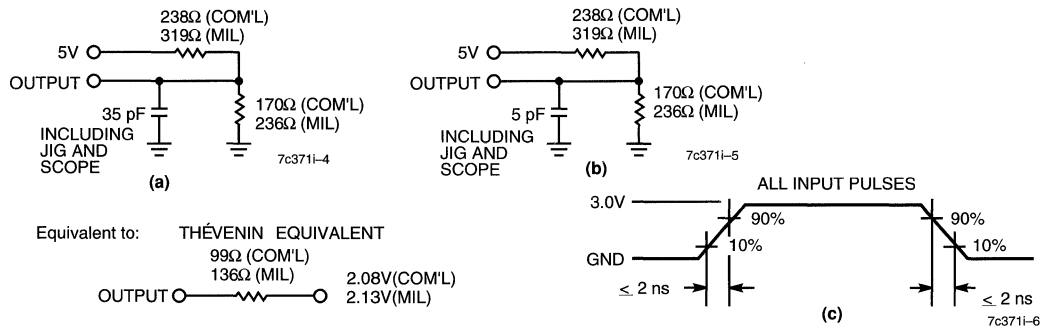 238Ω (COM'L)
319Ω (MIL)
5V
OUTPUT
35 pF
170Ω (COM'L)
236Ω (MIL)
INCLUDING
JIG AND
SCOPE
7c371i–4
(a)
238Ω (COM'L)
319Ω (MIL)
5V
OUTPUT
5 pF
170Ω (COM'L)
236Ω (MIL)
INCLUDING
JIG AND
SCOPE
7c371i–5
(b)
Equivalent to: THÉVENIN EQUIVALENT
99Ω (COM'L)
136Ω (MIL)
OUTPUT
2.08V(COM'L)
2.13V(MIL)
ALL INPUT PULSES
3.0V
90%
10%
90%
10%
GND
≤ 2 ns
≤ 2 ns
(c)
7c371i–6